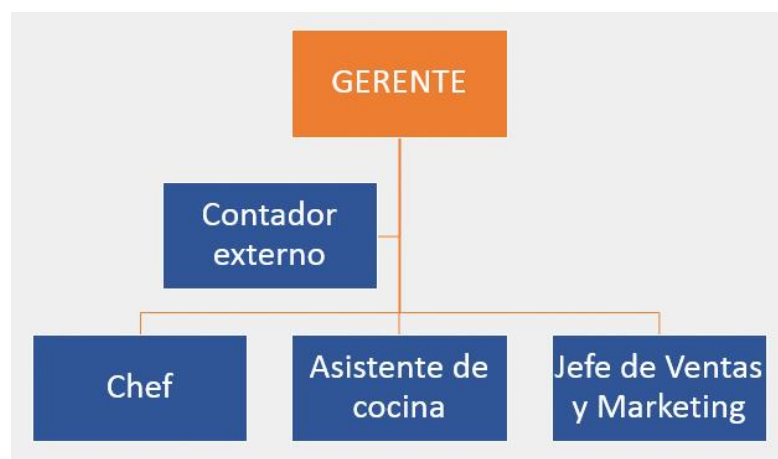 GERENTE
Contador
externo
Chef
Asistente de
cocina
Jefe de Ventas
y Marketing